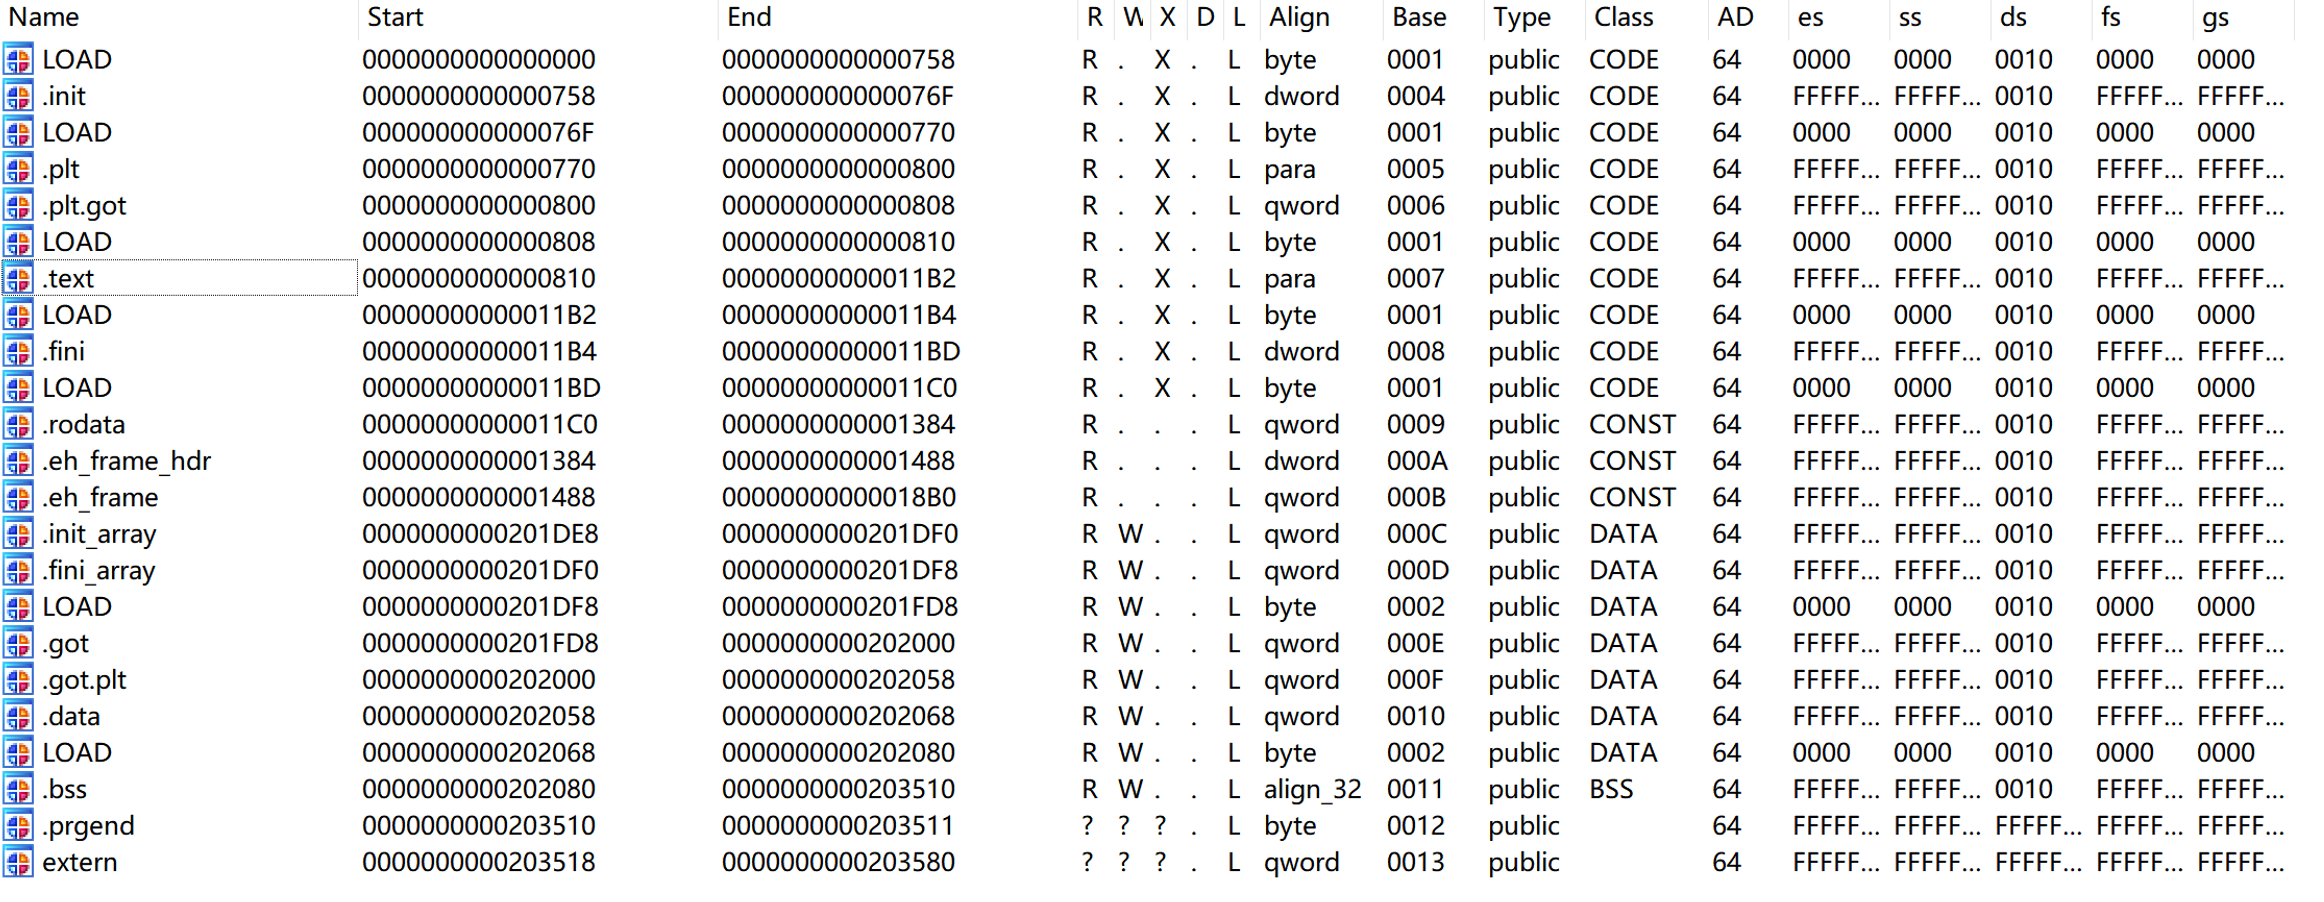 Name Start End R W X D L Align Base Type Class AD es ss ds fs gs
LOAD 0000000000000000 0000000000000758 R . X . L byte 0001 public CODE 64 0000 0000 0010 0000 0000
.init 0000000000000758 000000000000076F R . X . L dword 0004 public CODE 64 FFFFF... FFFFF... 0010 FFFFF... FFFFF...
LOAD 000000000000076F 0000000000000770 R . X . L byte 0001 public CODE 64 0000 0000 0010 0000 0000
.plt 0000000000000770 0000000000000800 R . X . L para 0005 public CODE 64 FFFFF... FFFFF... 0010 FFFFF... FFFFF...
.plt.got 0000000000000800 0000000000000808 R . X . L qword 0006 public CODE 64 FFFFF... FFFFF... 0010 FFFFF... FFFFF...
LOAD 0000000000000808 0000000000000810 R . X . L byte 0001 public CODE 64 0000 0000 0010 0000 0000
.text 0000000000000810 00000000000011B2 R . X . L para 0007 public CODE 64 FFFFF... FFFFF... 0010 FFFFF... FFFFF...
LOAD 00000000000011B2 00000000000011B4 R . X . L byte 0001 public CODE 64 0000 0000 0010 0000 0000
.fini 00000000000011B4 00000000000011BD R . X . L dword 0008 public CODE 64 FFFFF... FFFFF... 0010 FFFFF... FFFFF...
LOAD 00000000000011BD 00000000000011C0 R . X . L byte 0001 public CODE 64 0000 0000 0010 0000 0000
.rodata 00000000000011C0 0000000000001384 R . . . L qword 0009 public CONST 64 FFFFF... FFFFF... 0010 FFFFF... FFFFF...
.eh_frame_hdr 0000000000001384 0000000000001488 R . . . L dword 000A public CONST 64 FFFFF... FFFFF... 0010 FFFFF... FFFFF...
.eh_frame 0000000000001488 00000000000018B0 R . . . L qword 000B public CONST 64 FFFFF... FFFFF... 0010 FFFFF... FFFFF...
.init_array 0000000000201DE8 0000000000201DF0 R W . . L qword 000C public DATA 64 FFFFF... FFFFF... 0010 FFFFF... FFFFF...
.fini_array 0000000000201DF0 0000000000201DF8 R W . . L qword 000D public DATA 64 FFFFF... FFFFF... 0010 FFFFF... FFFFF...
LOAD 0000000000201DF8 0000000000201FD8 R W . . L byte 0002 public DATA 64 0000 0000 0010 0000 0000
.got 0000000000201FD8 0000000000202000 R W . . L qword 000E public DATA 64 FFFFF... FFFFF... 0010 FFFFF... FFFFF...
.got.plt 0000000000202000 0000000000202058 R W . . L qword 000F public DATA 64 FFFFF... FFFFF... 0010 FFFFF... FFFFF...
.data 0000000000202058 0000000000202068 R W . . L qword 0010 public DATA 64 FFFFF... FFFFF... 0010 FFFFF... FFFFF...
LOAD 0000000000202068 0000000000202080 R W . . L byte 0002 public DATA 64 0000 0000 0010 0000 0000
.bss 0000000000202080 0000000000203510 R W . . L align_32 0011 public BSS 64 FFFFF... FFFFF... 0010 FFFFF... FFFFF...
.prgend 0000000000203510 0000000000203511 ? ? ? . L byte 0012 public 64 FFFFF... FFFFF... FFFFF... FFFFF... FFFFF...
extern 0000000000203518 0000000000203580 ? ? ? . L qword 0013 public 64 FFFFF... FFFFF... FFFFF... FFFFF... FFFFF...